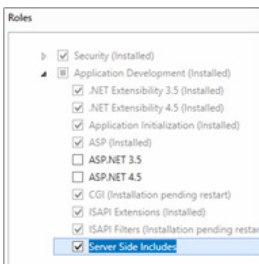 Roles
Security (Installed)
Application Development (Installed)
.NET Extensibility 3.5 (Installed)
.NET Extensibility 4.5 (Installed)
Application Initialization (Installed)
ASP (Installed)
ASP.NET 3.5
ASP.NET 4.5
CGI (Installation pending restart)
ISAPI Extensions (Installed)
ISAPI Filters (Installation pending restar
Server Side Includes